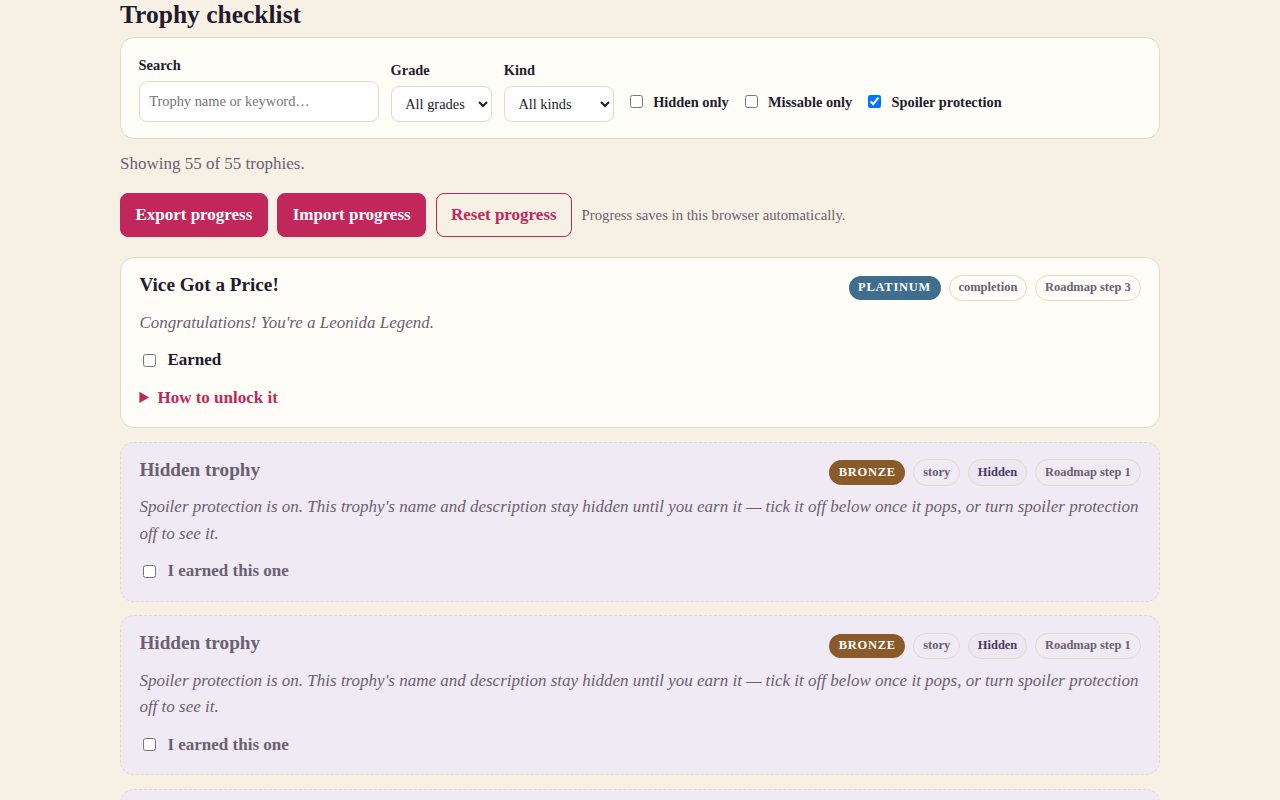 Trophy checklist
Search
Grade
Kind
Trophy name or keyword…
All grades
All kinds
Hidden only
Missable only
Spoiler protection
Showing 55 of 55 trophies.
Export progress
Import progress
Reset progress
Progress saves in this browser automatically.
Vice Got a Price!
PLATINUM
completion
Roadmap step 3
Congratulations! You're a Leonida Legend.
Earned
How to unlock it
Hidden trophy
BRONZE
story
Hidden
Roadmap step 1
Spoiler protection is on. This trophy's name and description stay hidden until you earn it — tick it off below once it pops, or turn spoiler protection
off to see it.
I earned this one
Hidden trophy
BRONZE
story
Hidden
Roadmap step 1
Spoiler protection is on. This trophy's name and description stay hidden until you earn it — tick it off below once it pops, or turn spoiler protection
off to see it.
I earned this one